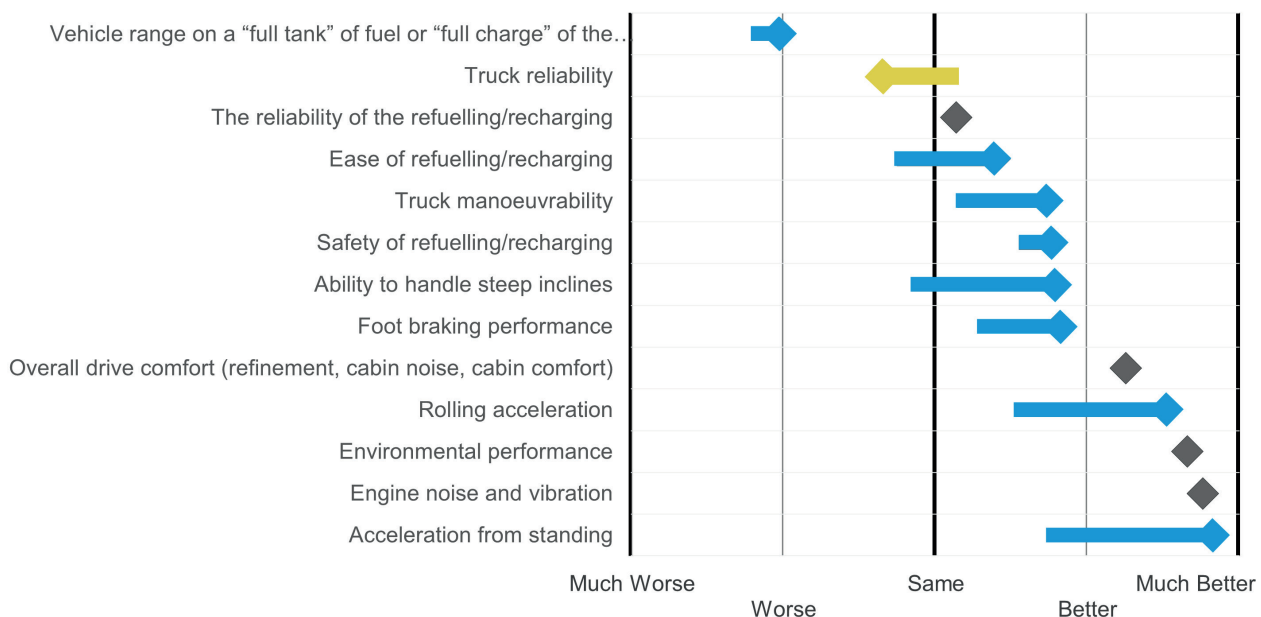 Vehicle range on a “full tank” of fuel or “full charge” of the…
Truck reliability
The reliability of the refuelling/recharging
Ease of refuelling/recharging
Truck manoeuvrability
Safety of refuelling/recharging
Ability to handle steep inclines
Foot braking performance
Overall drive comfort (refinement, cabin noise, cabin comfort)
Rolling acceleration
Environmental performance
Engine noise and vibration
Acceleration from standing
Much Worse
Worse
Same
Better
Much Better